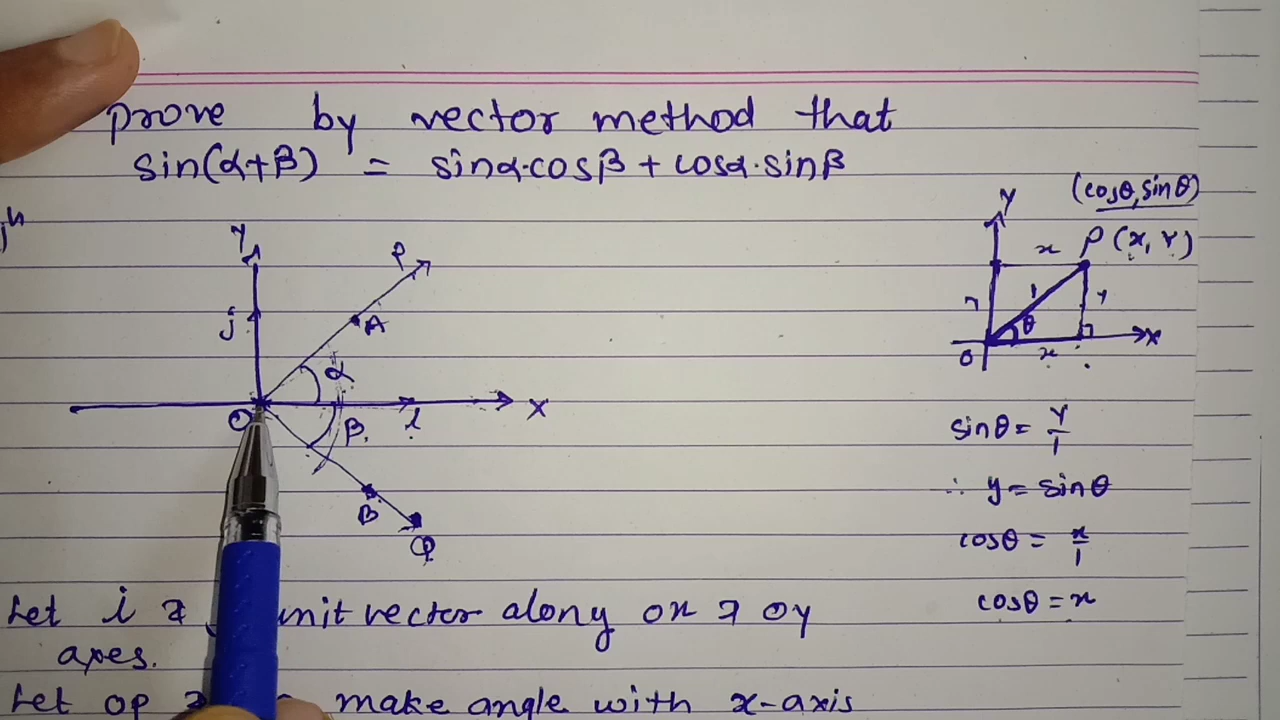 prove by vector method that
sin(α+β) = sinα·cosβ + cosα·sinβ
Y
P
j
A
α
O
i
X
β
B
Q
(cosθ, sinθ)
Y
x
P (x, Y)
1
Y
θ
O
x
X
sinθ = Y/1
∴ y = sinθ
cosθ = x/1
cosθ = x
Let i & unit vector along ox & oy
axes.
Let op make angle with x-axis